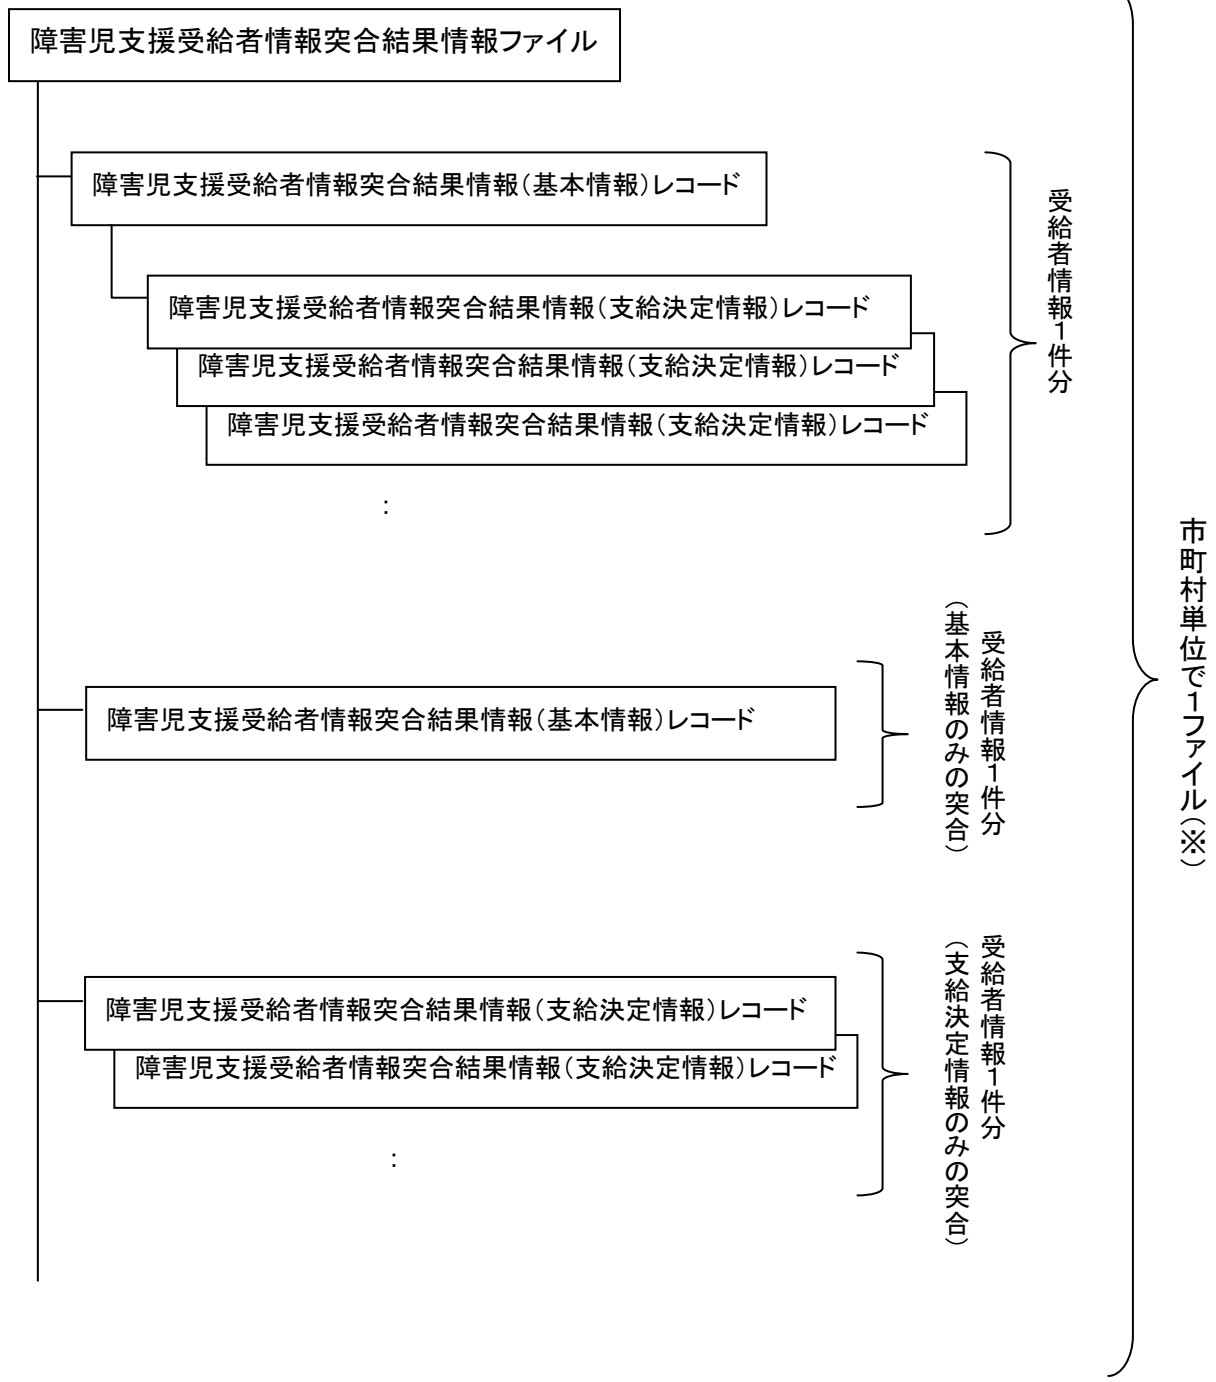 障害児支援受給者情報突合結果情報ファイル
障害児支援受給者情報突合結果情報（基本情報）レコード
障害児支援受給者情報突合結果情報（支給決定情報）レコード
障害児支援受給者情報突合結果情報（支給決定情報）レコード
障害児支援受給者情報突合結果情報（支給決定情報）レコード
：
受給者情報１件分
障害児支援受給者情報突合結果情報（基本情報）レコード
受給者情報１件分
（基本情報のみの突合）
障害児支援受給者情報突合結果情報（支給決定情報）レコード
障害児支援受給者情報突合結果情報（支給決定情報）レコード
：
受給者情報１件分
（支給決定情報のみの突合）
市町村単位で１ファイル（※）